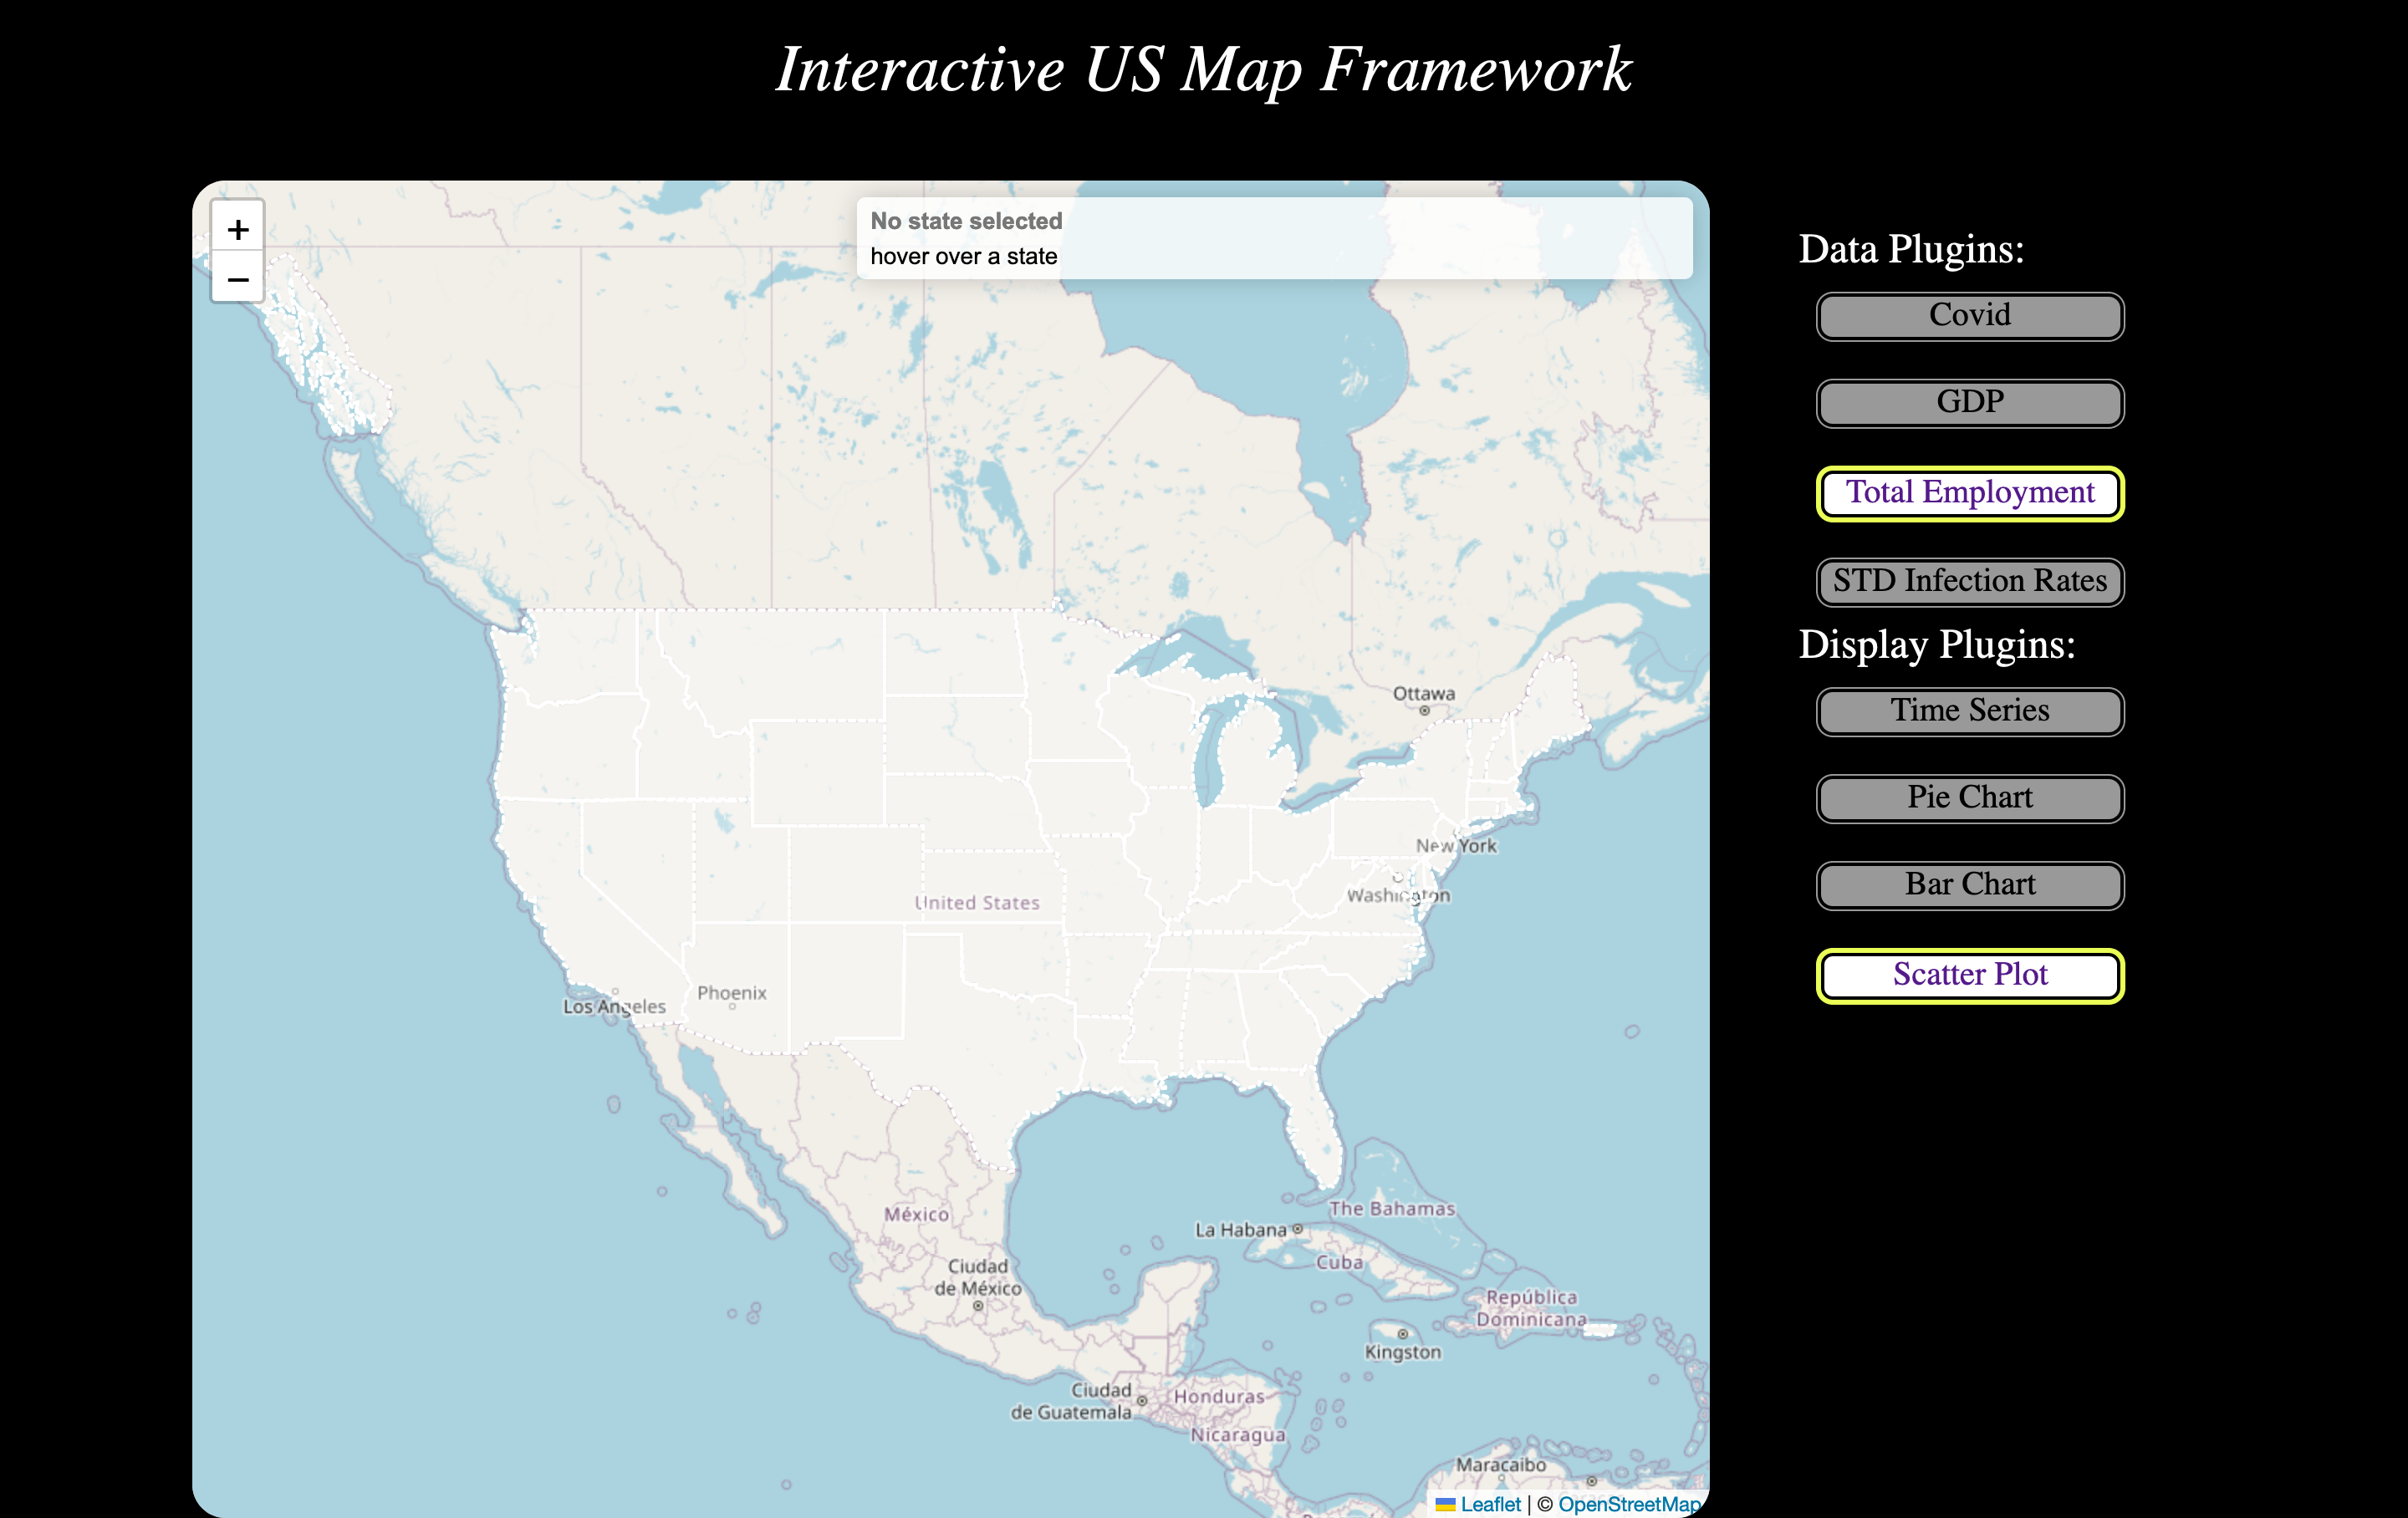 Interactive US Map Framework
+
−
No state selected
hover over a state
Data Plugins:
Covid
GDP
Total Employment
STD Infection Rates
Display Plugins:
Time Series
Pie Chart
Bar Chart
Scatter Plot
Ottawa
New York
Washington
United States
Phoenix
Los Angeles
México
Ciudad
de México
La Habana
The Bahamas
Cuba
República
Dominicana
Kingston
Ciudad
de Guatemala
Honduras
Nicaragua
Maracaibo
Leaflet | © OpenStreetMap